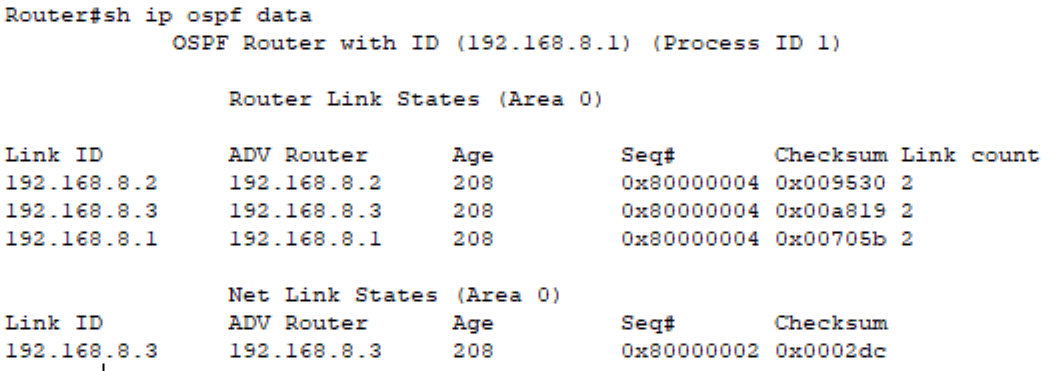 Router#sh ip ospf data
OSPF Router with ID (192.168.8.1) (Process ID 1)
Router Link States (Area 0)
Link ID ADV Router Age Seq# Checksum Link count
192.168.8.2 192.168.8.2 208 0x80000004 0x009530 2
192.168.8.3 192.168.8.3 208 0x80000004 0x00a819 2
192.168.8.1 192.168.8.1 208 0x80000004 0x00705b 2
Net Link States (Area 0)
Link ID ADV Router Age Seq# Checksum
192.168.8.3 192.168.8.3 208 0x80000002 0x0002dc